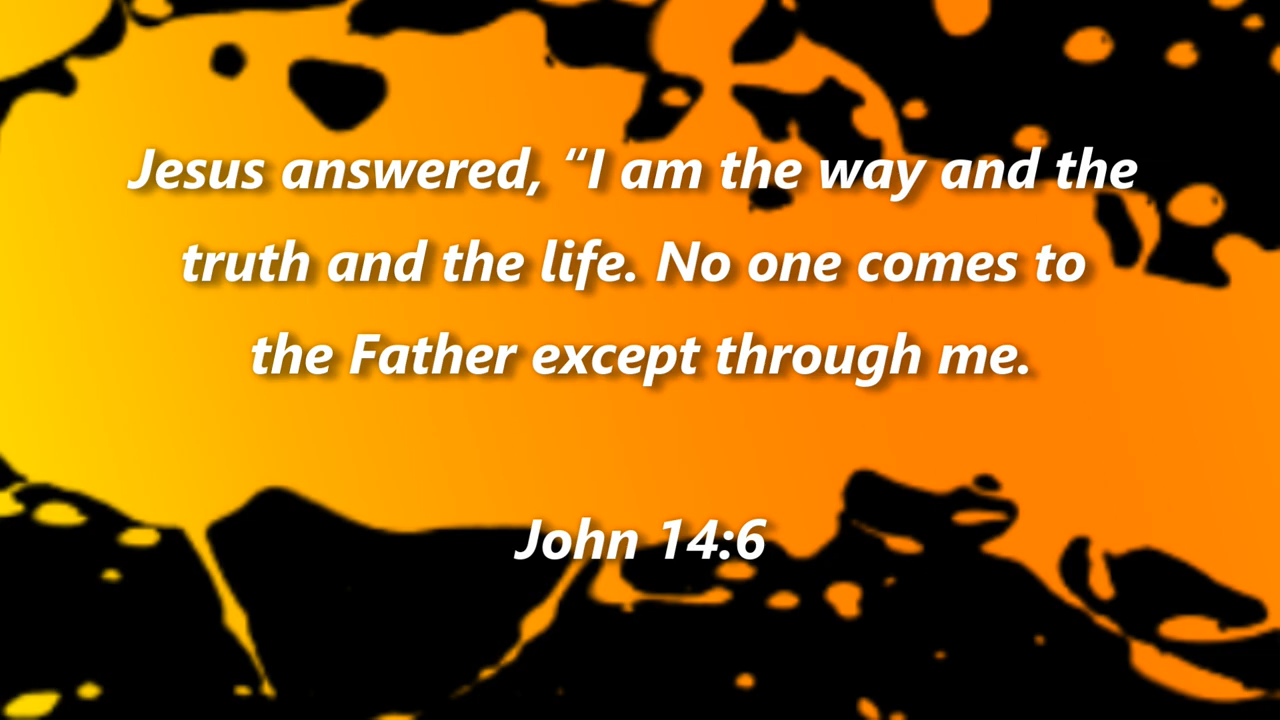 Jesus answered, “I am the way and the
truth and the life. No one comes to
the Father except through me.
John 14:6